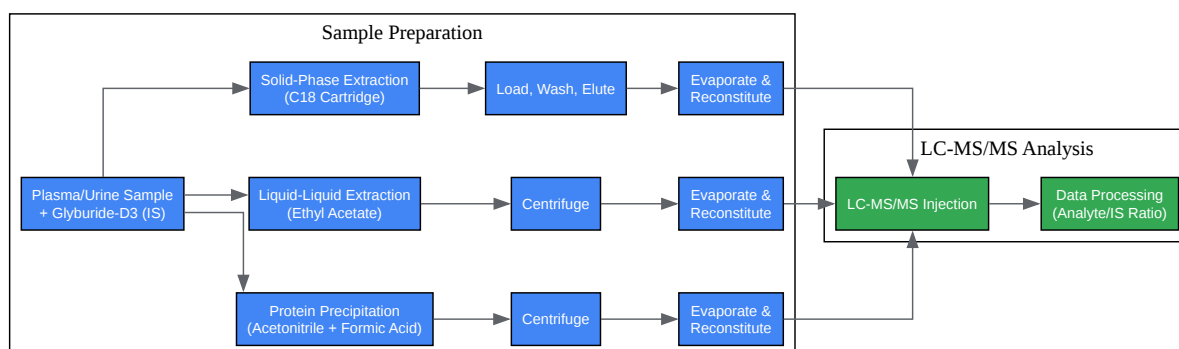 Sample Preparation
Solid-Phase Extraction
(C18 Cartridge)
Load, Wash, Elute
Evaporate &
Reconstitute
LC-MS/MS Analysis
Plasma/Urine Sample
+ Glyburide-D3 (IS)
Liquid-Liquid Extraction
(Ethyl Acetate)
Centrifuge
Evaporate &
Reconstitute
LC-MS/MS Injection
Data Processing
(Analyte/IS Ratio)
Protein Precipitation
(Acetonitrile + Formic Acid)
Centrifuge
Evaporate &
Reconstitute